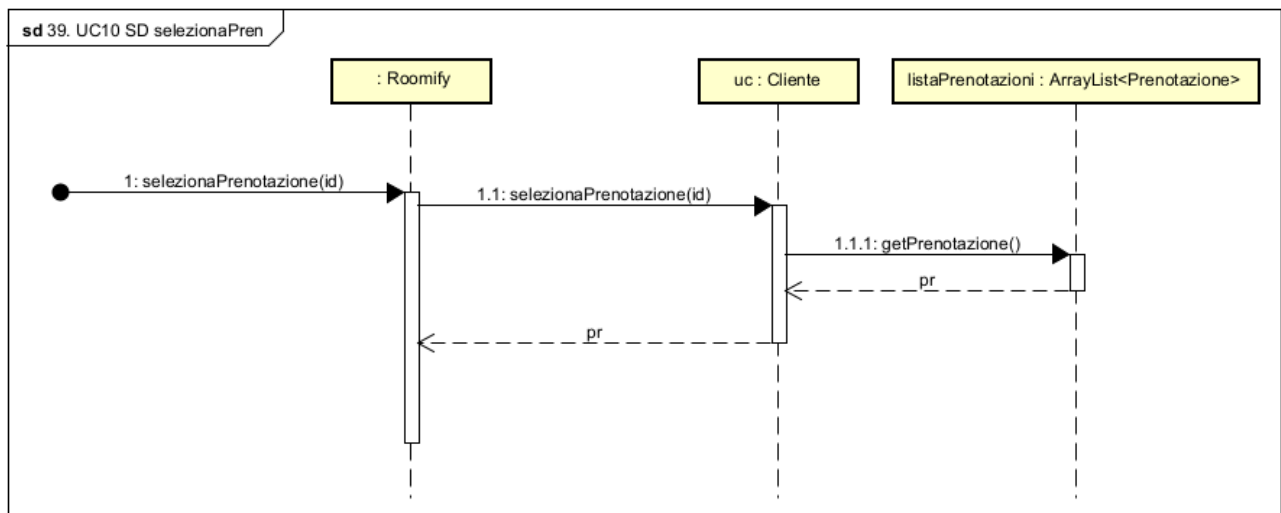 sd 39. UC10 SD selezionaPren
: Roomify
uc : Cliente
listaPrenotazioni : ArrayList<Prenotazione>
1: selezionaPrenotazione(id)
1.1: selezionaPrenotazione(id)
1.1.1: getPrenotazione()
pr
pr